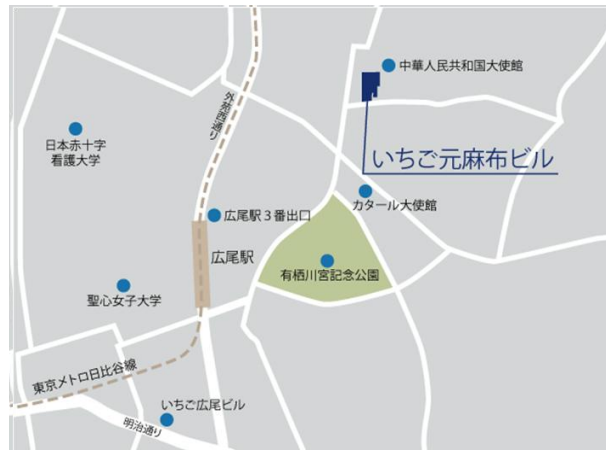 中華人民共和国大使館
外苑西通り
日本赤十字
看護大学
いちご元麻布ビル
カタール大使館
広尾駅3番出口
広尾駅
有栖川宮記念公園
聖心女子大学
東京メトロ日比谷線
いちご広尾ビル
明治通り